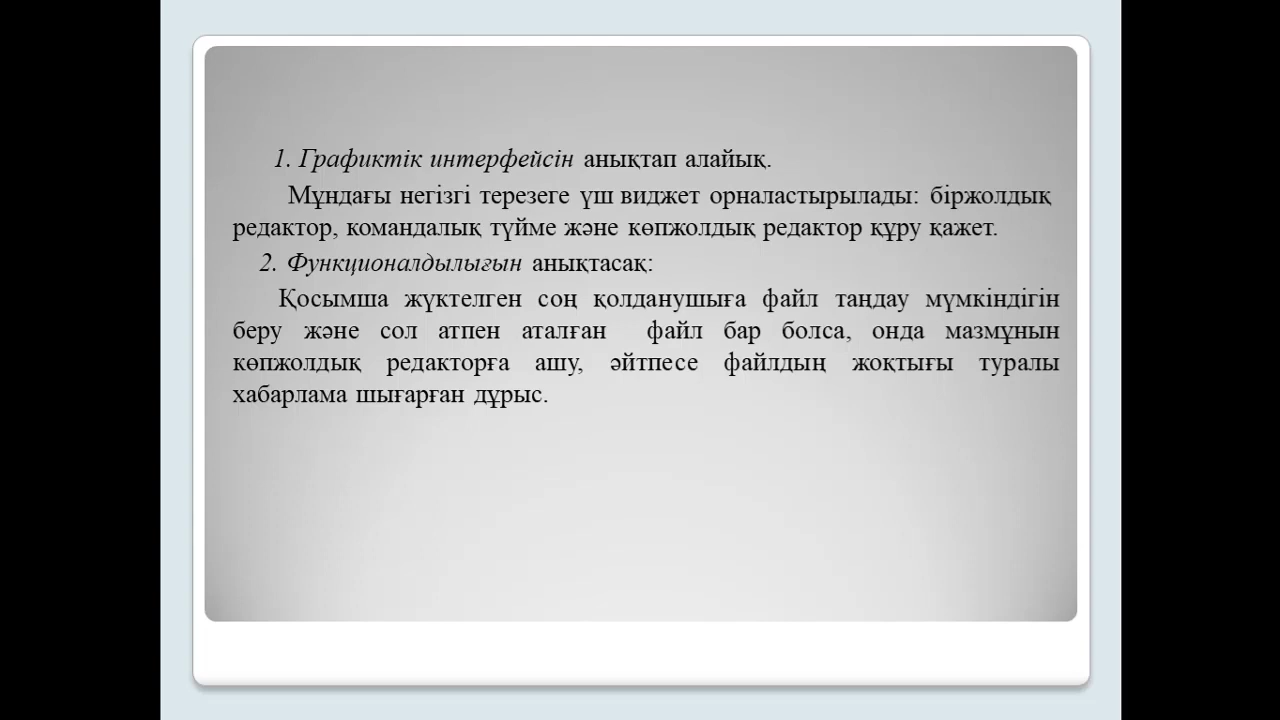 1. Графиктік интерфейсін анықтап алайық.
Мұндағы негізгі терезеге үш виджет орналастырылады: біржолдық
редактор, командалық түйме және көпжолдық редактор құру қажет.
2. Функционалдылығын анықтасақ:
Қосымша жүктелген соң қолданушыға файл таңдау мүмкіндігін
беру және сол атпен аталған файл бар болса, онда мазмұнын
көпжолдық редакторға ашу, әйтпесе файлдың жоқтығы туралы
хабарлама шығарған дұрыс.